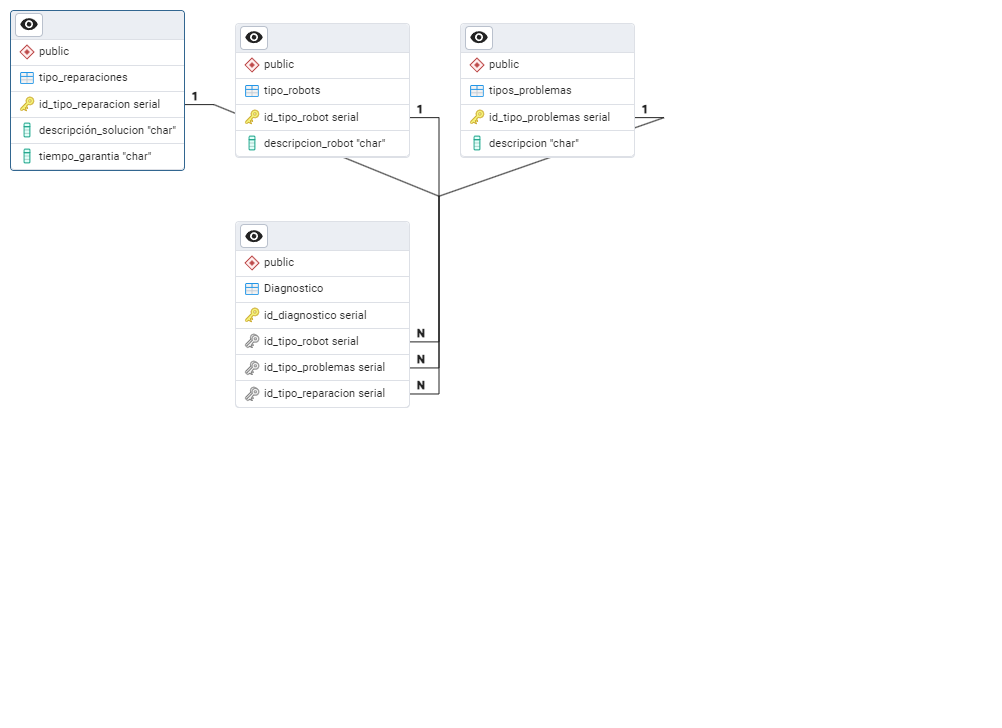 public
tipo_reparaciones
id_tipo_reparacion serial
descripción_solucion "char"
tiempo_garantia "char"
1
public
tipo_robots
id_tipo_robot serial
descripcion_robot "char"
1
public
tipos_problemas
id_tipo_problemas serial
descripcion "char"
1
public
Diagnostico
id_diagnostico serial
id_tipo_robot serial
N
id_tipo_problemas serial
N
id_tipo_reparacion serial
N